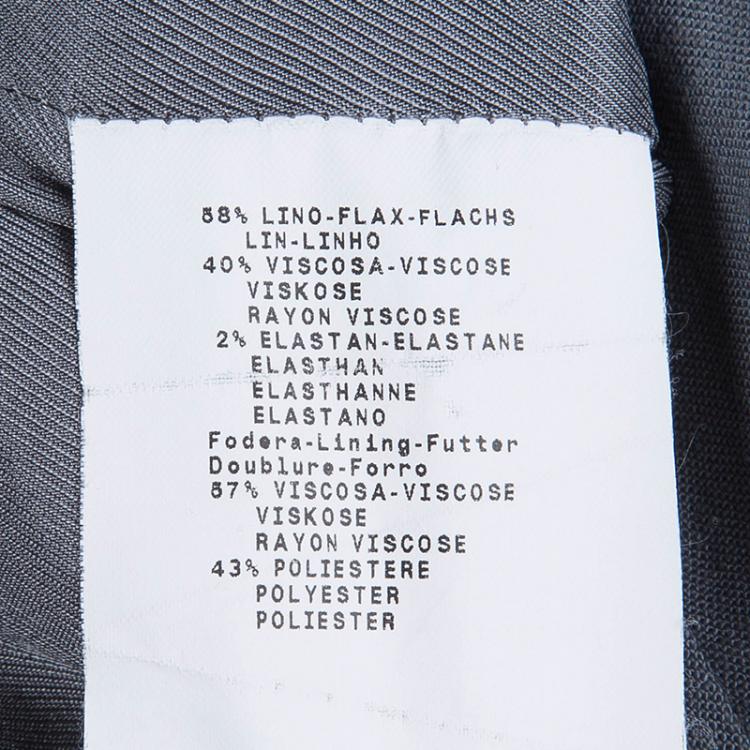 58% LINO-FLAX-FLACHS
LIN-LINHO
40% VISCOSA-VISCOSE
VISKOSE
RAYON VISCOSE
2% ELASTAN-ELASTANE
ELASTHAN
ELASTHANNE
ELASTANO
Fodera-Lining-Futter
Doublure-Forro
57% VISCOSA-VISCOSE
VISKOSE
RAYON VISCOSE
43% POLIESTERE
POLYESTER
POLIESTER